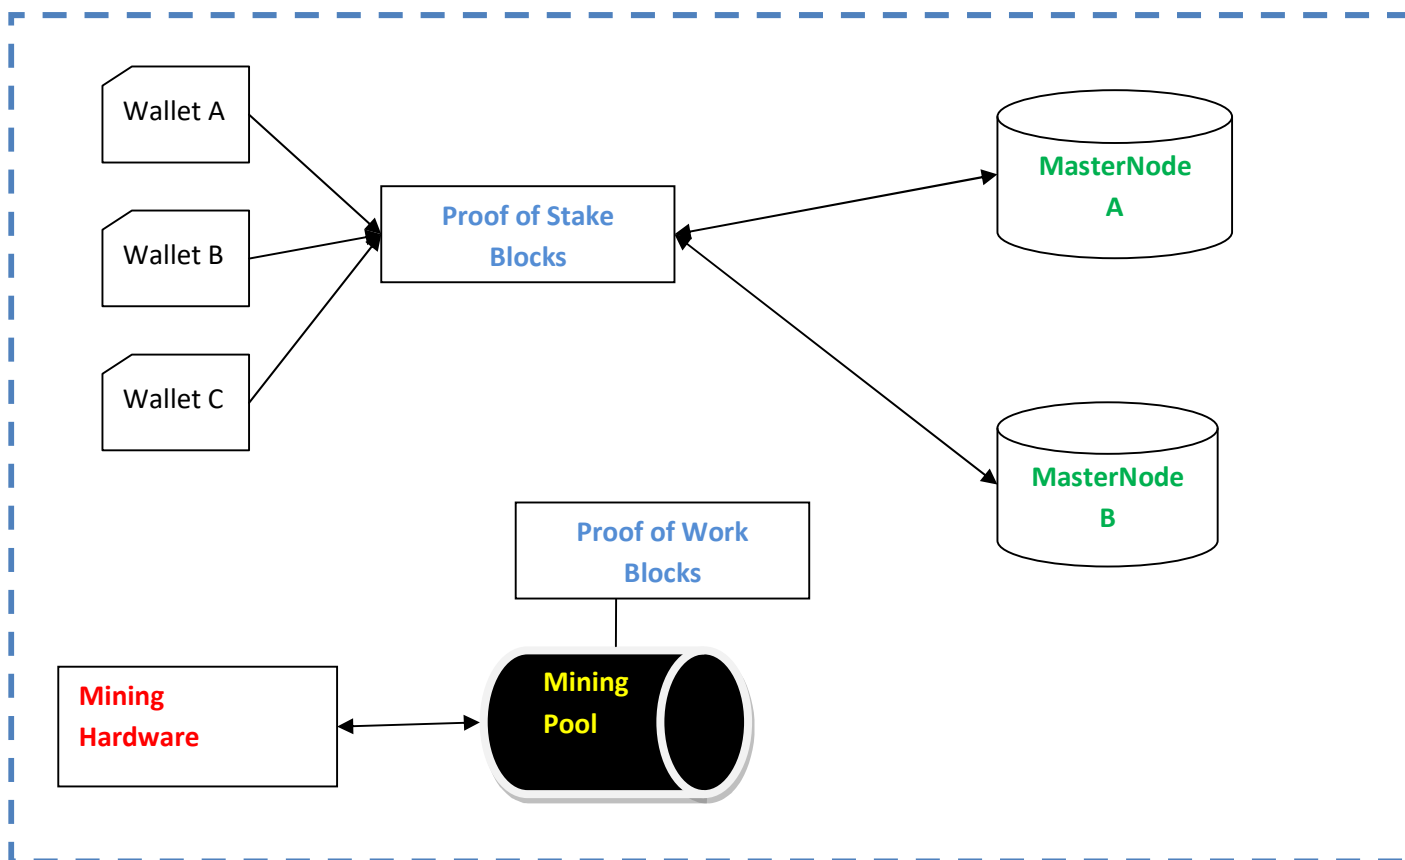 Wallet A
MasterNode
A
Proof of Stake
Blocks
Wallet B
Wallet C
MasterNode
B
Proof of Work
Blocks
Mining
Pool
Mining
Hardware